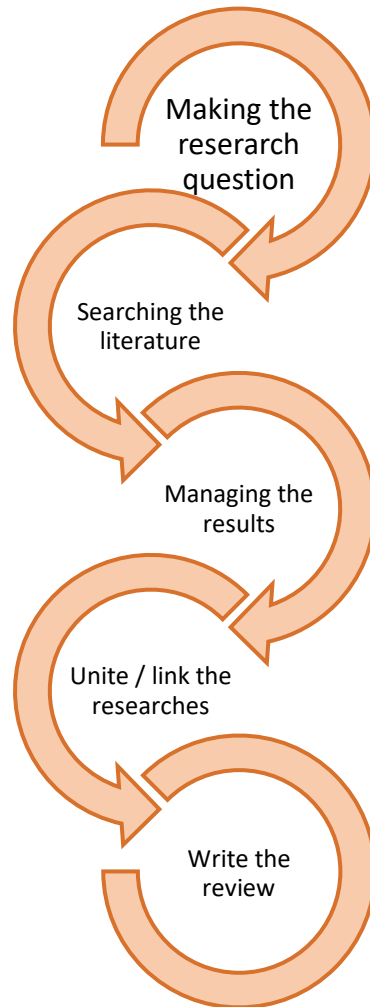 Making the
reserarch
question
Searching the
literature
Managing the
results
Unite / link the
researches
Write the
review